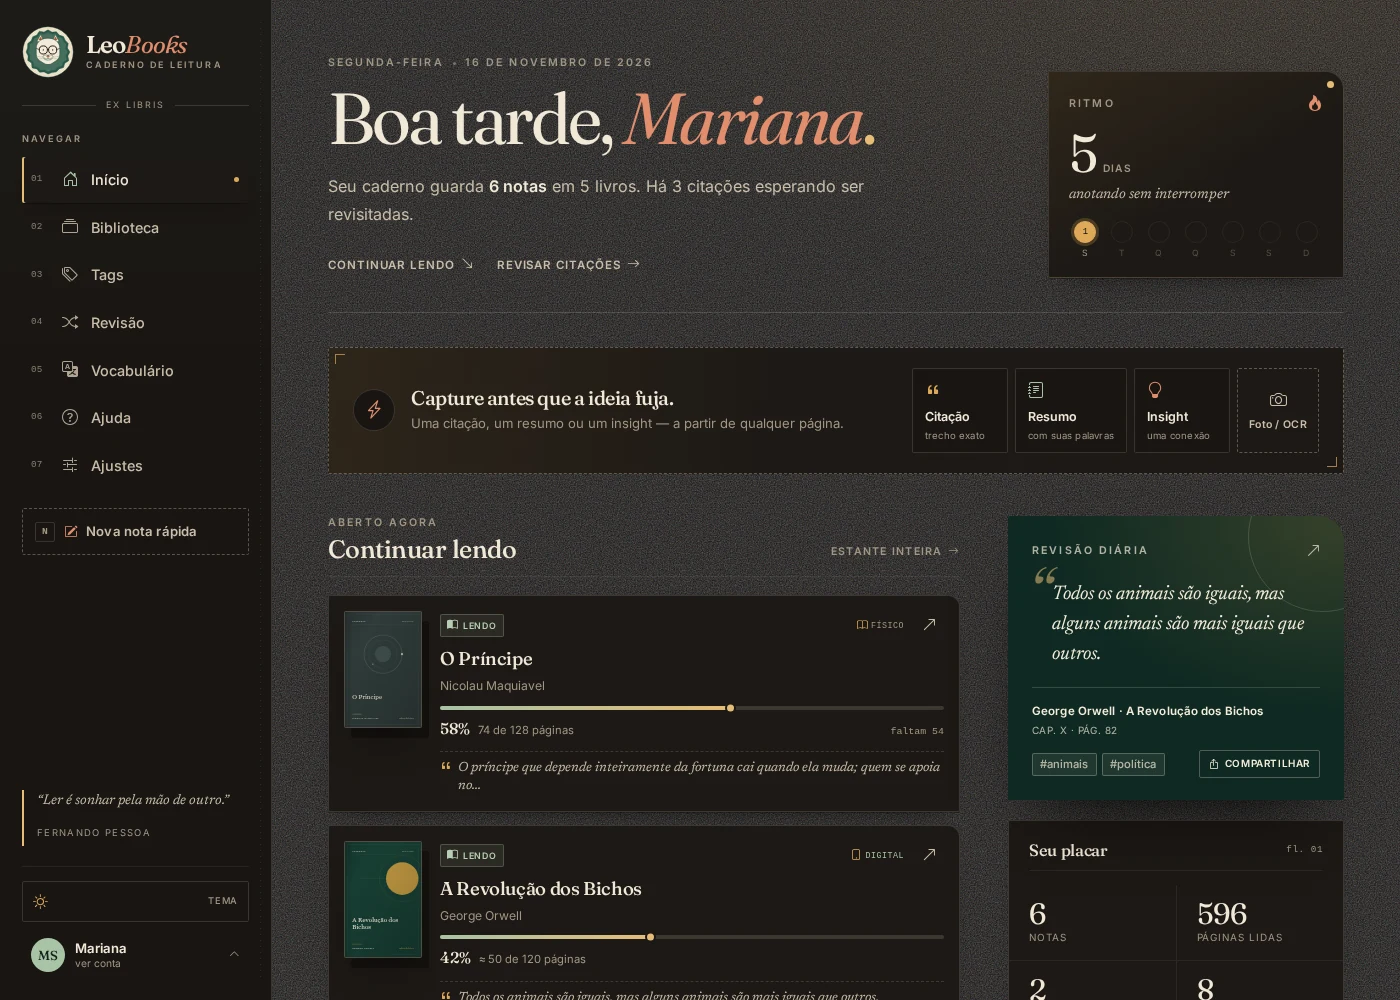 LeoBooks
CADERNO DE LEITURA
EX LIBRIS
NAVEGAR
01 Início
02 Biblioteca
03 Tags
04 Revisão
05 Vocabulário
06 Ajuda
07 Ajustes
N Nova nota rápida
“Ler é sonhar pela mão de outro.”
FERNANDO PESSOA
TEMA
MS Mariana
ver conta
SEGUNDA-FEIRA • 16 DE NOVEMBRO DE 2026
Boa tarde, Mariana.
Seu caderno guarda 6 notas em 5 livros. Há 3 citações esperando ser
revisitadas.
CONTINUAR LENDO ↘ REVISAR CITAÇÕES →
RITMO
5 DIAS
anotando sem interromper
1
S T Q Q S S D
Capture antes que a ideia fuja.
Uma citação, um resumo ou um insight — a partir de qualquer página.
“
Citação
trecho exato
Resumo
com suas palavras
Insight
uma conexão
Foto / OCR
ABERTO AGORA
Continuar lendo
ESTANTE INTEIRA →
LENDO
FÍSICO
O Príncipe
O Príncipe
Nicolau Maquiavel
58% 74 de 128 páginas
faltam 54
“ O príncipe que depende inteiramente da fortuna cai quando ela muda; quem se apoia
no...
LENDO
DIGITAL
A Revolução dos
Bichos
A Revolução dos Bichos
George Orwell
42% ≈ 50 de 120 páginas
“ Todos os animais são iguais, mas alguns animais são mais iguais que outros.
REVISÃO DIÁRIA
“
Todos os animais são iguais, mas
alguns animais são mais iguais que
outros.
George Orwell · A Revolução dos Bichos
CAP. X · PÁG. 82
#animais #política
COMPARTILHAR
Seu placar
fl. 01
6
NOTAS
596
PÁGINAS LIDAS
2
8